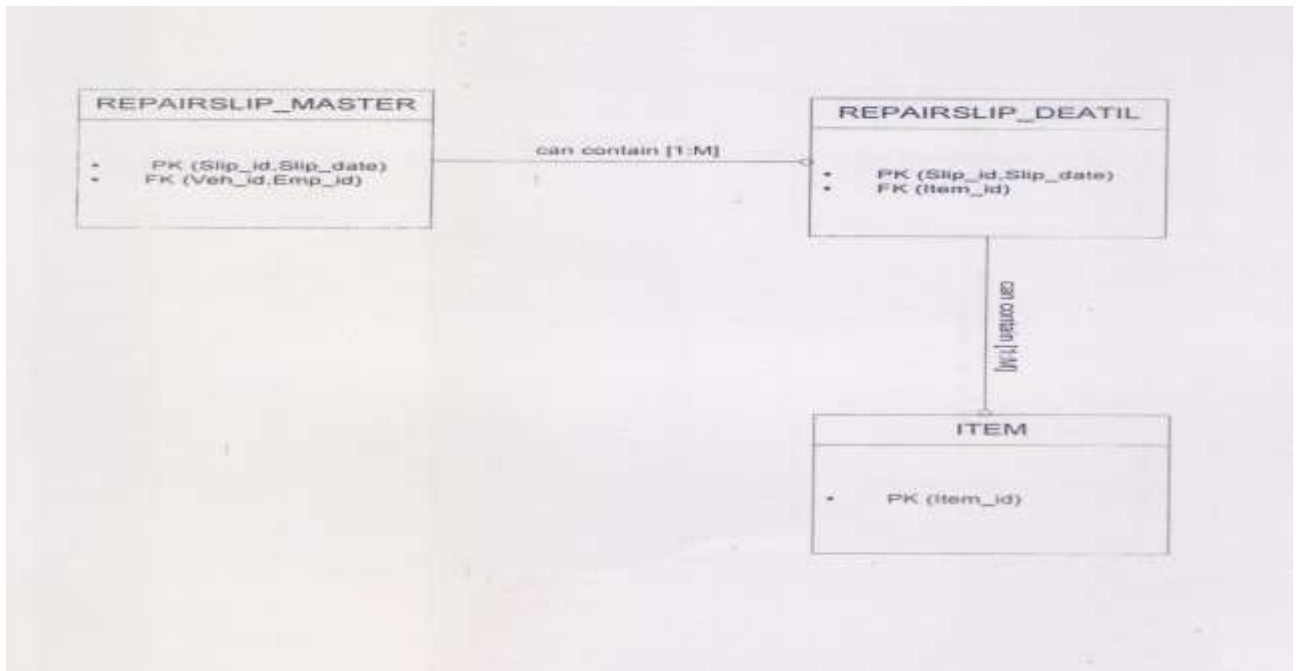 REPAIRSLIP_MASTER
PK (Slip_id,Slip_date)
FK (Veh_id,Emp_id)
can contain [1:M]
REPAIRSLIP_DEATIL
PK (Slip_id,Slip_date)
FK (Item_id)
can contain [1:M]
ITEM
PK (Item_id)